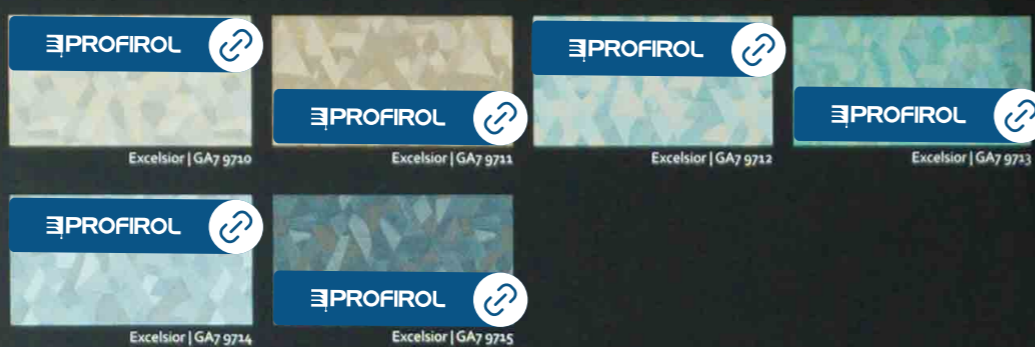 PROFIROL
PROFIROL
PROFIROL
PROFIROL
Excelsior | GA7 9710
Excelsior | GA7 9711
Excelsior | GA7 9712
Excelsior | GA7 9713
PROFIROL
PROFIROL
Excelsior | GA7 9714
Excelsior | GA7 9715